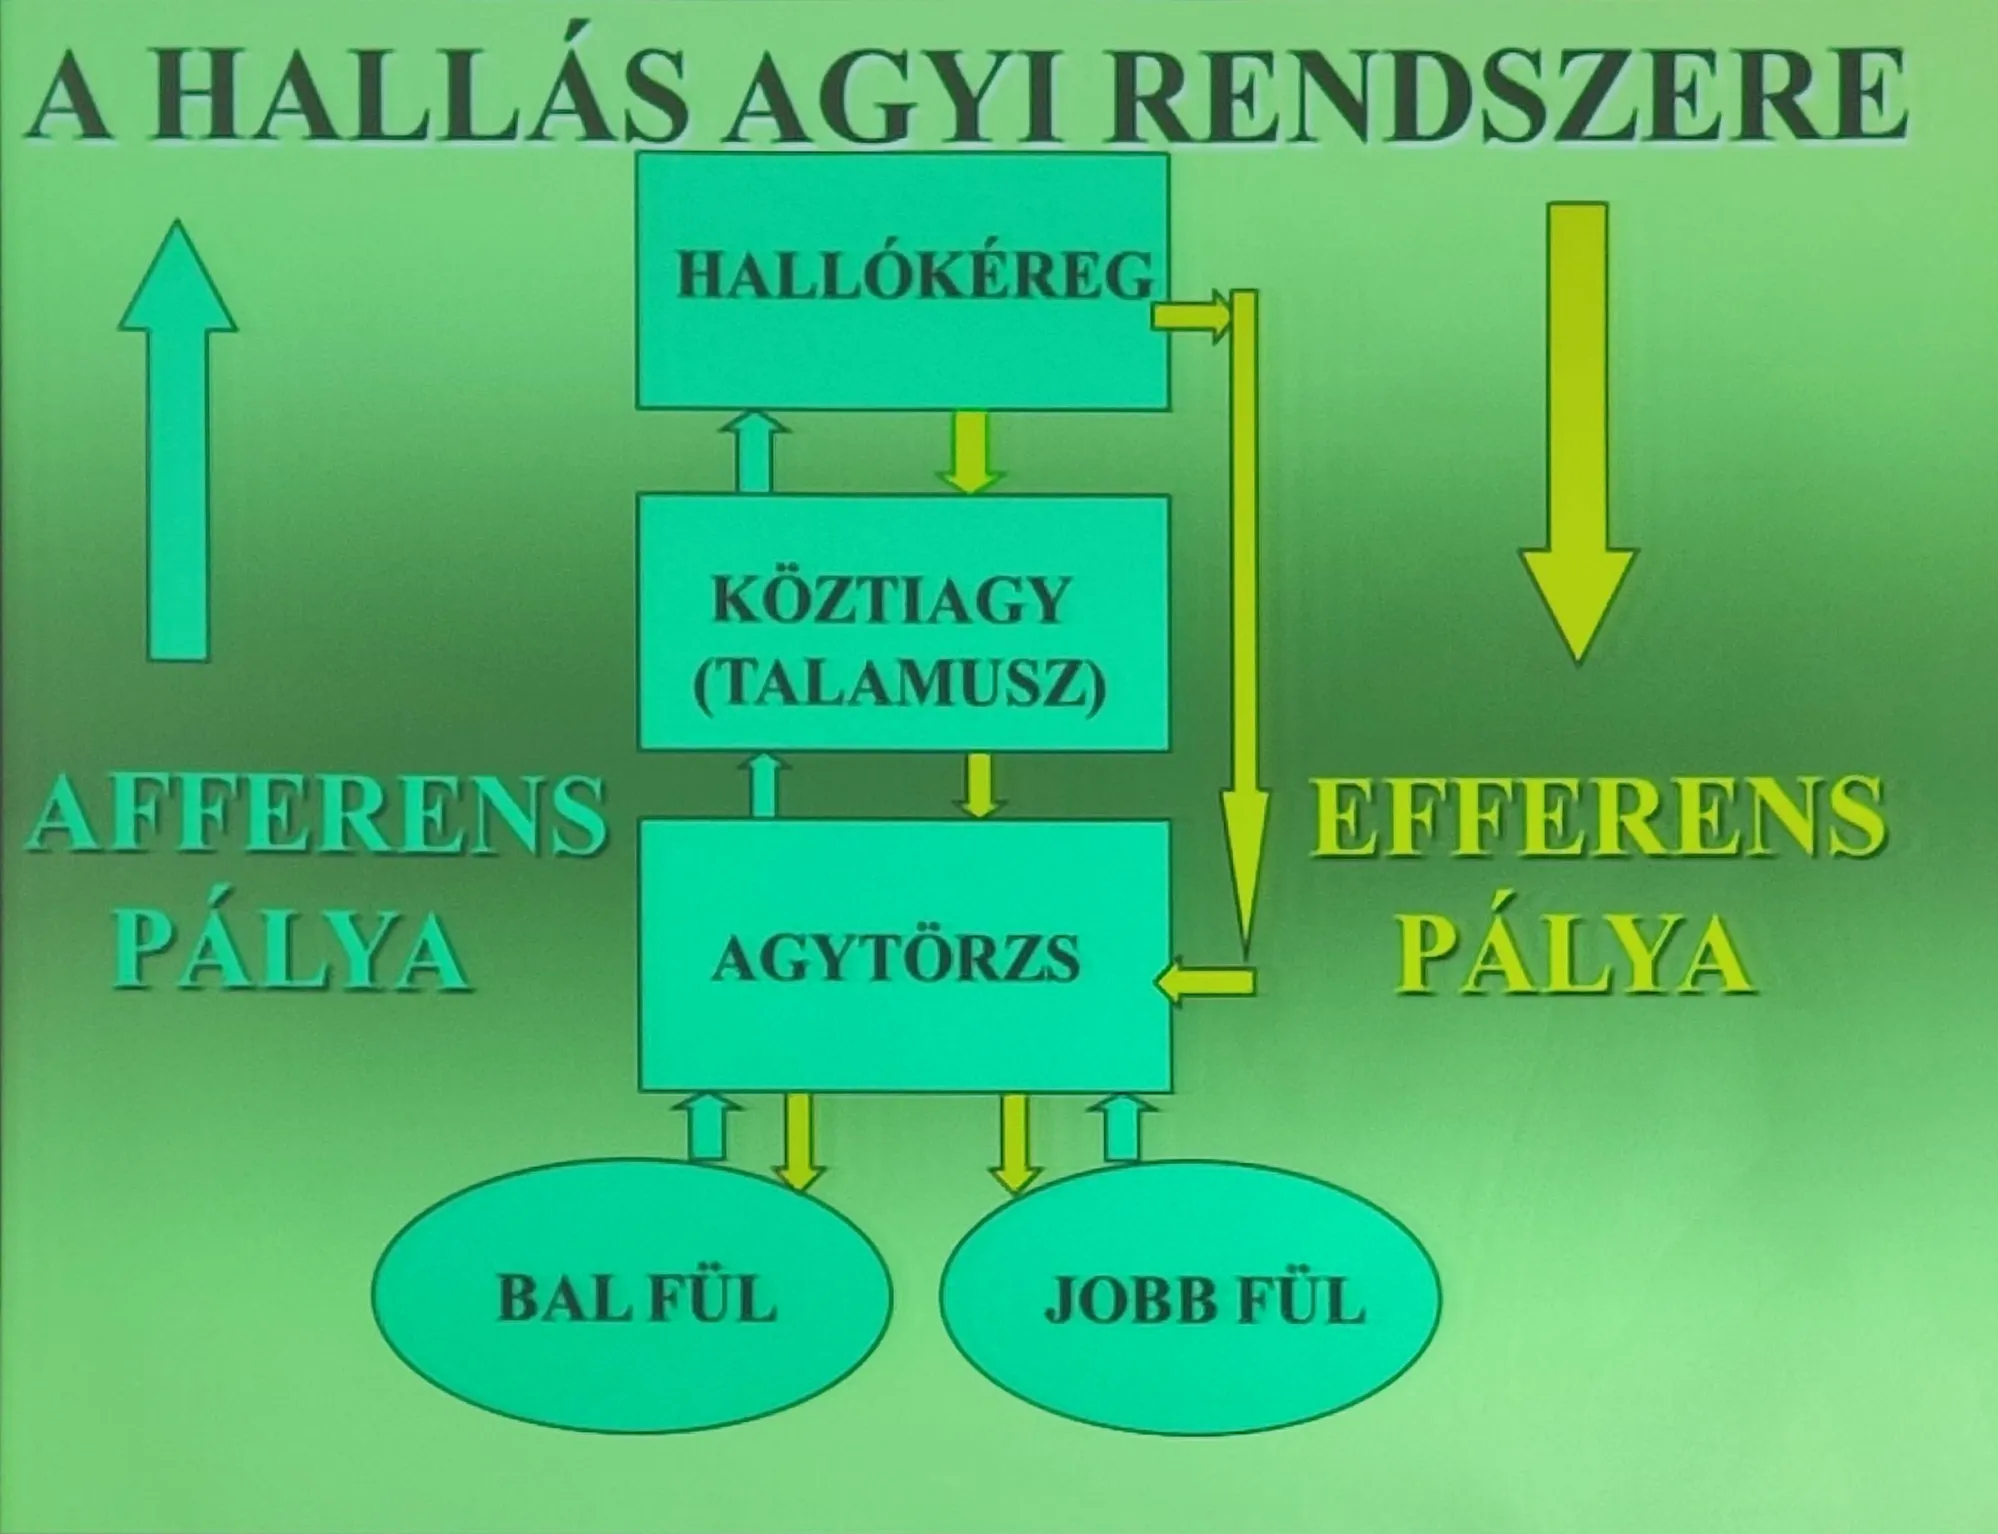 A HALLÁS AGYI RENDSZERE
HALLÓKÉREG
KÖZTIAGY
(TALAMUSZ)
AFFERENS
PÁLYA
EFFERENS
PÁLYA
AGYTÖRZS
BAL FÜL
JOBB FÜL